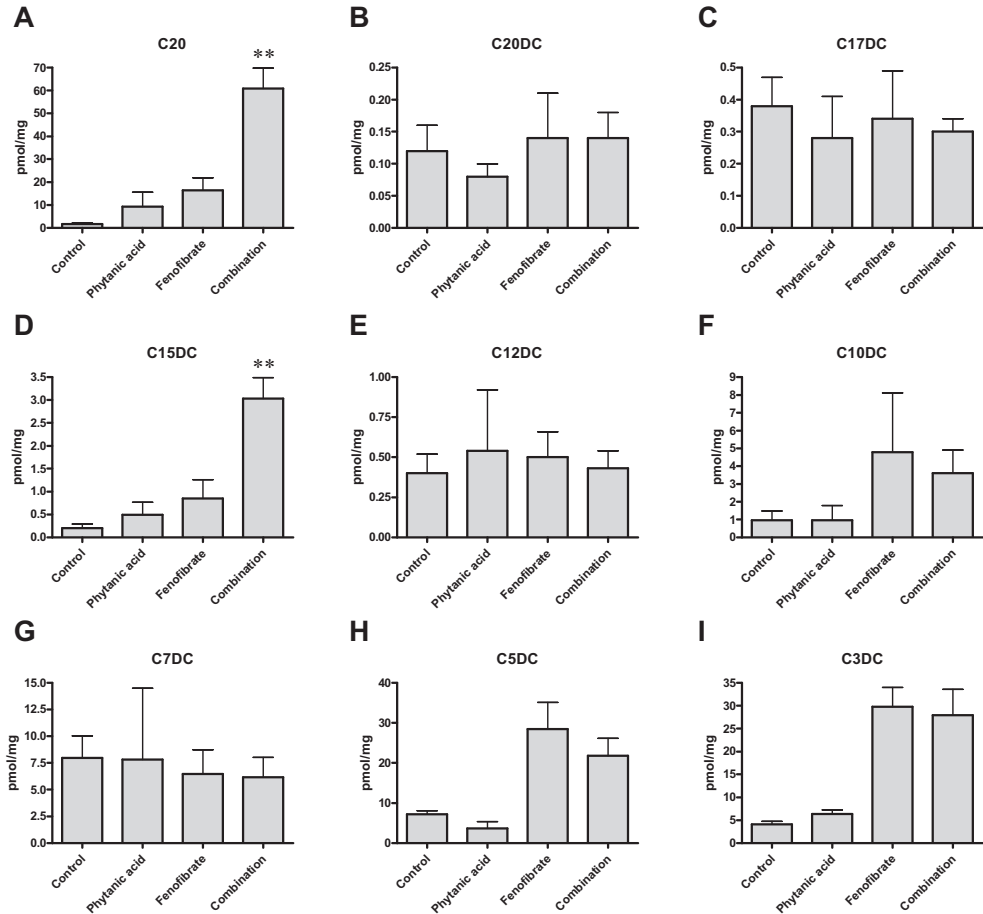 A
C20
**
70
60
50
40
30
20
10
0
pmol/mg
Control
Phytanic acid
Fenofibrate
Combination
B
C20DC
0.25
0.20
0.15
0.10
0.05
0.00
pmol/mg
Control
Phytanic acid
Fenofibrate
Combination
C
C17DC
0.5
0.4
0.3
0.2
0.1
0.0
pmol/mg
Control
Phytanic acid
Fenofibrate
Combination
D
C15DC
**
3.5
3.0
2.5
2.0
1.5
1.0
0.5
0.0
pmol/mg
Control
Phytanic acid
Fenofibrate
Combination
E
C12DC
1.00
0.75
0.50
0.25
0.00
pmol/mg
Control
Phytanic acid
Fenofibrate
Combination
F
C10DC
9
8
7
6
5
4
3
2
1
0
pmol/mg
Control
Phytanic acid
Fenofibrate
Combination
G
C7DC
15.0
12.5
10.0
7.5
5.0
2.5
0.0
pmol/mg
Control
Phytanic acid
Fenofibrate
Combination
H
C5DC
40
30
20
10
0
pmol/mg
Control
Phytanic acid
Fenofibrate
Combination
I
C3DC
35
30
25
20
15
10
5
0
pmol/mg
Control
Phytanic acid
Fenofibrate
Combination